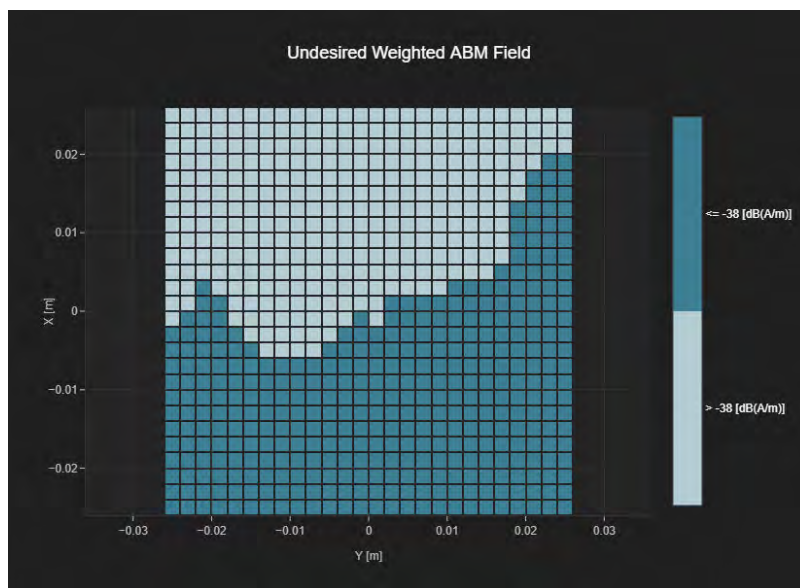 Undesired Weighted ABM Field
0.02
0.01
0
−0.01
−0.02
X [m]
−0.03
−0.02
−0.01
0
0.01
0.02
0.03
Y [m]
<= -38 [dB(A/m)]
> -38 [dB(A/m)]